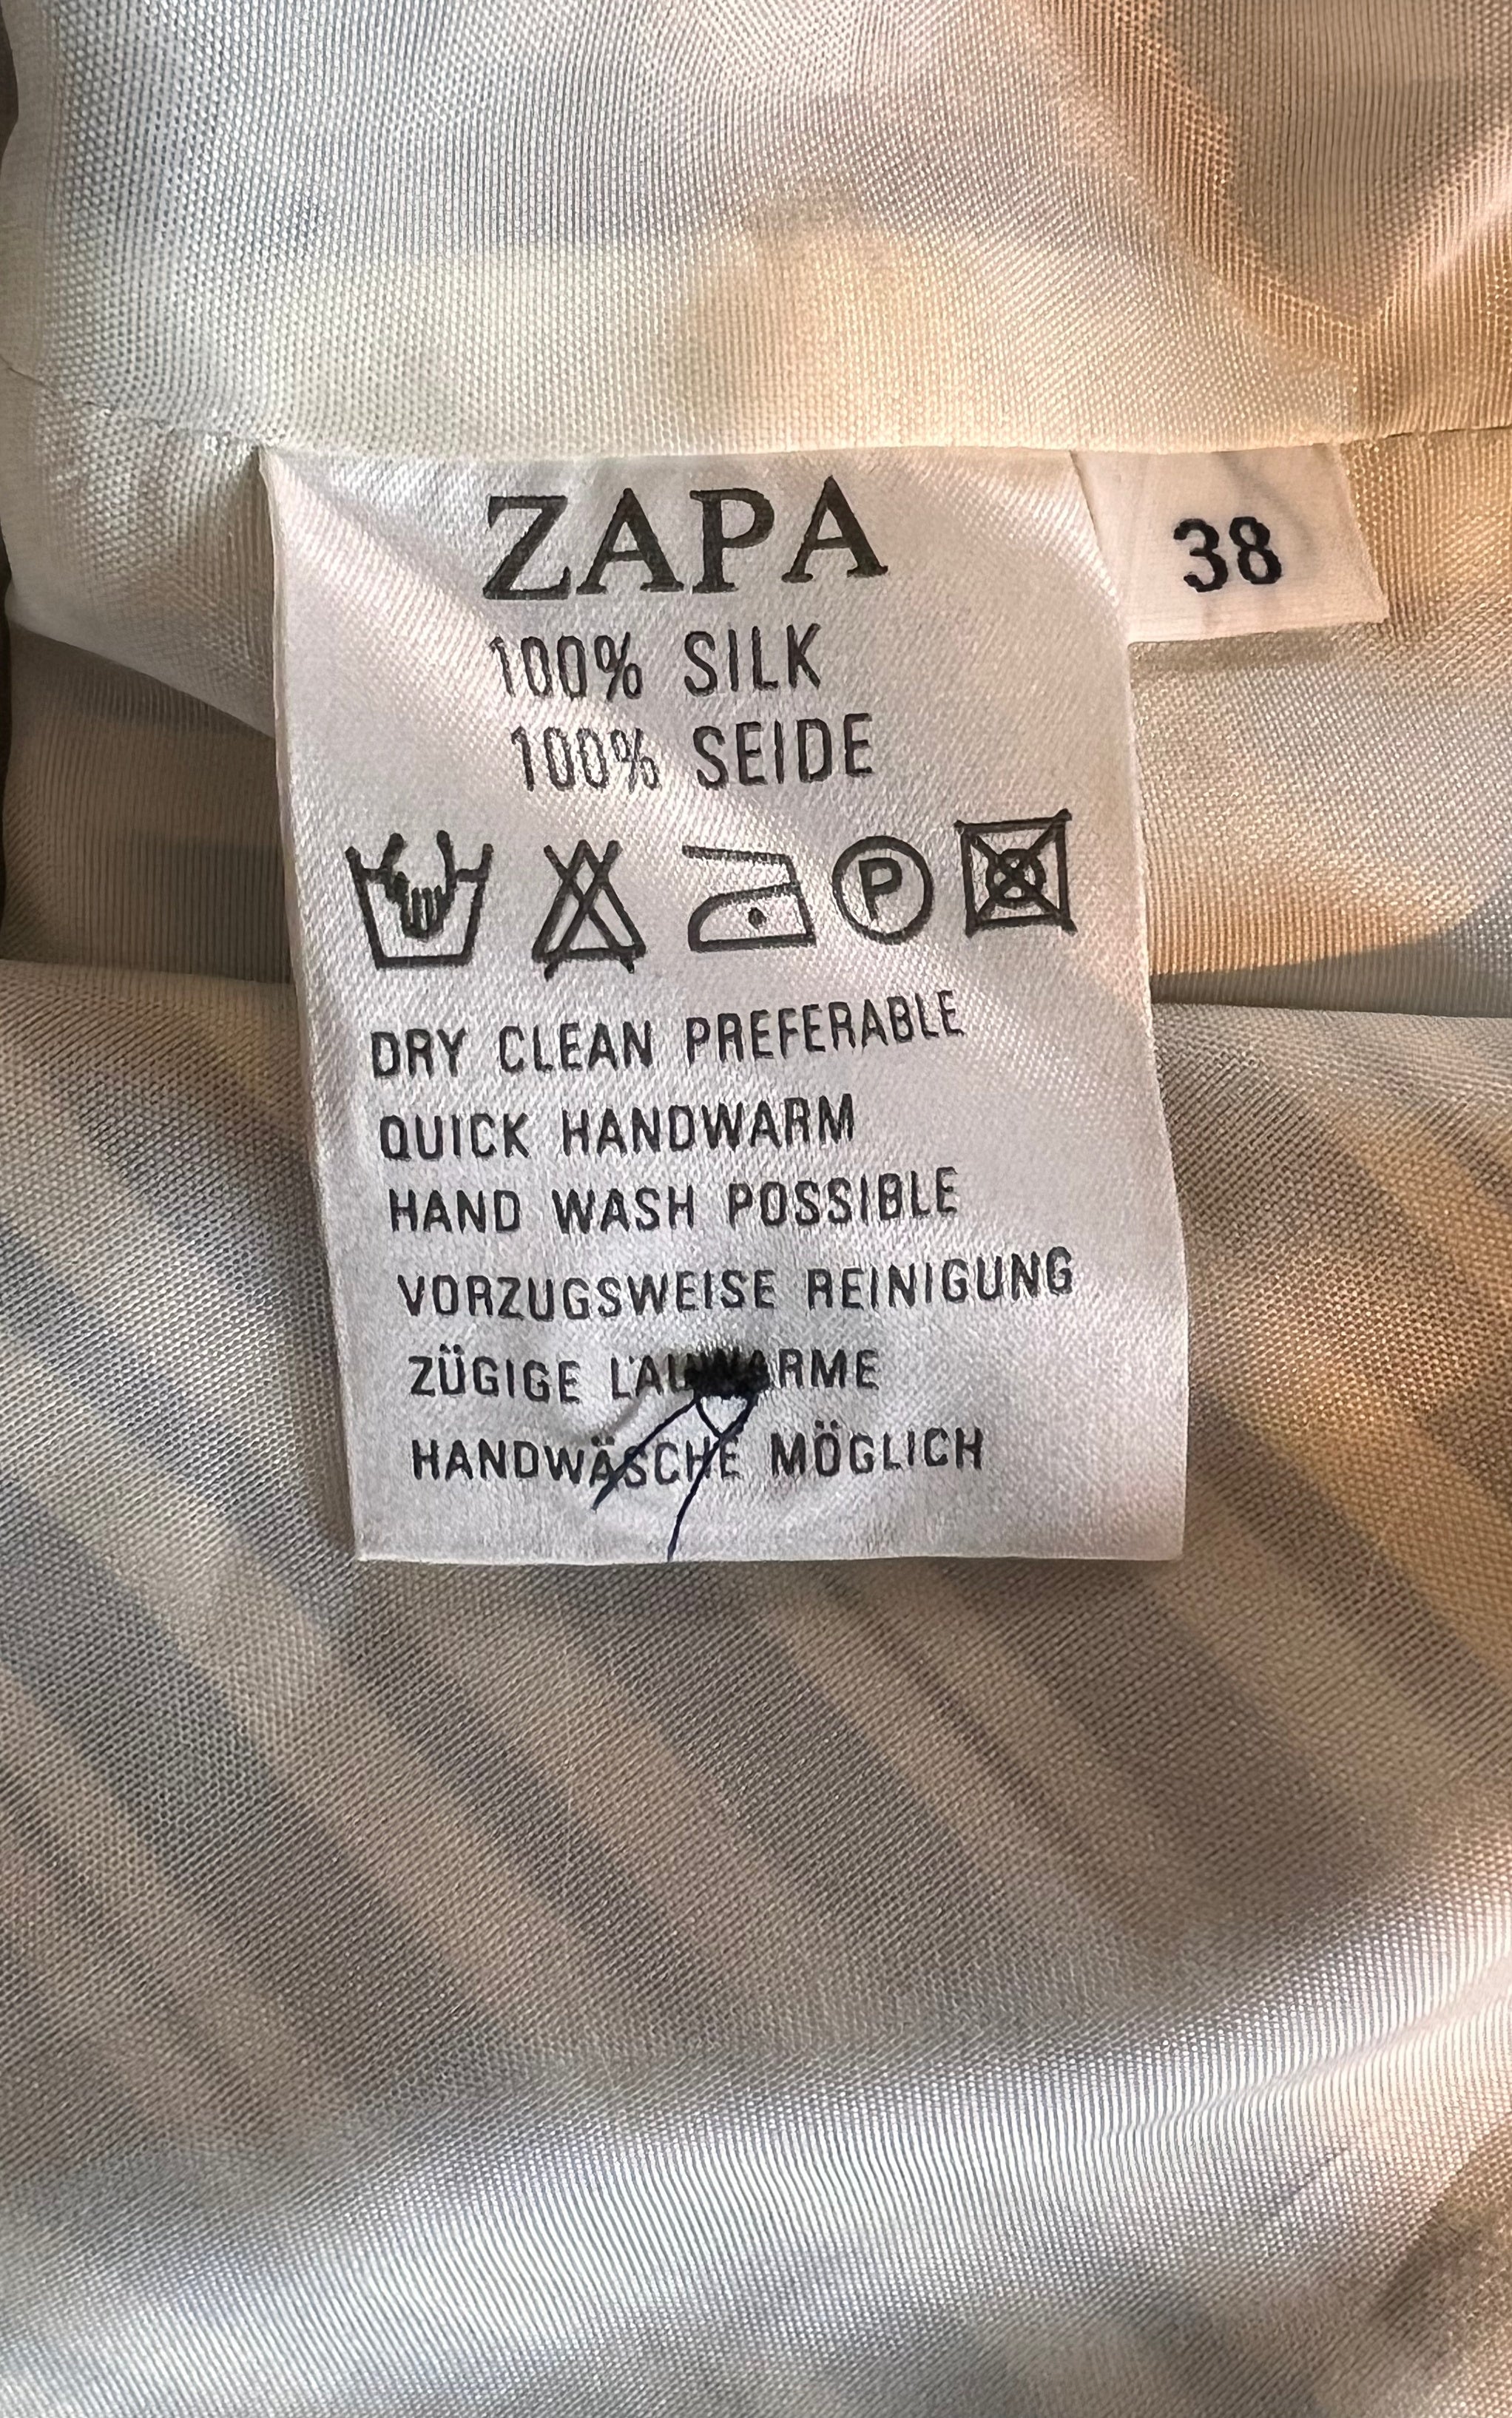 ZAPA
38
100% SILK
100% SEIDE
P
DRY CLEAN PREFERABLE
QUICK HANDWARM
HAND WASH POSSIBLE
VORZUGSWEISE REINIGUNG
ZÜGIGE LAUWARME
HANDWÄSCHE MÖGLICH